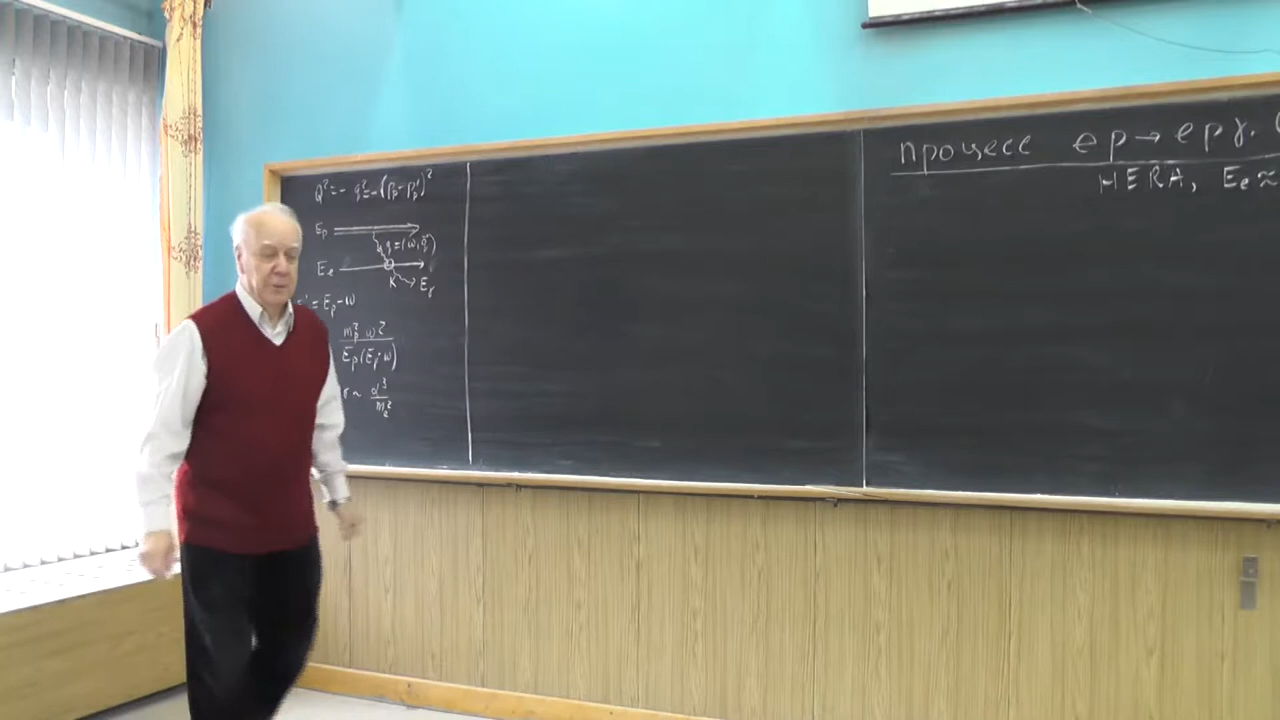 Q² = - q² = -(p_p - p_p')²
E_p
q = (ω, q⃗)
E_e
K E_γ
' = E_p - ω
m_p² ω²
E_p(E_p - ω)
σ ~ α³
m_e²
процесс ep → epγ. (
HERA, E_e ≈